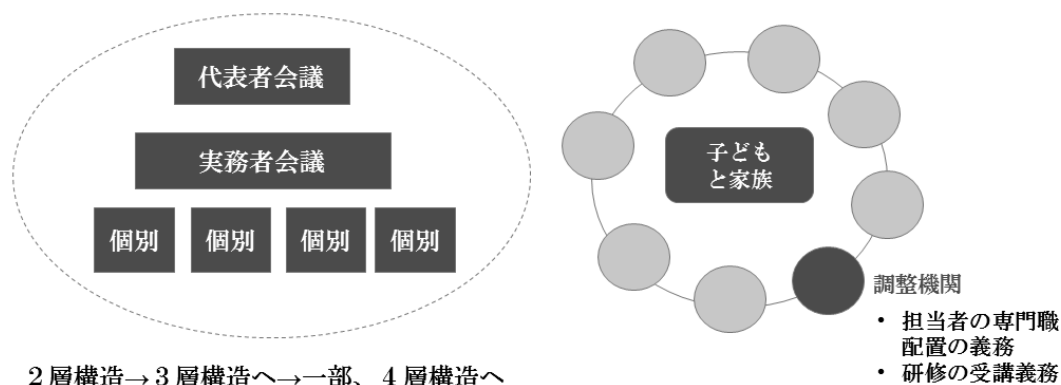 代表者会議
実務者会議
個別 個別 個別 個別
2層構造→3層構造へ→一部、4層構造へ
子ども
と家族
調整機関
• 担当者の専門職
配置の義務
• 研修の受講義務